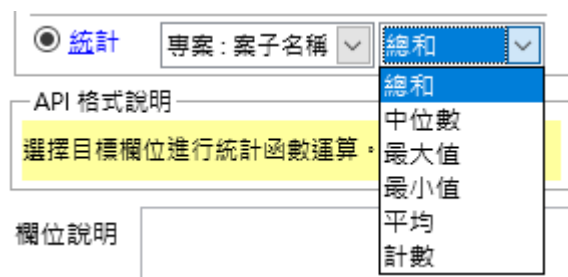 統計 專案 : 案子名稱 總和
總和
API 格式說明
中位數
選擇目標欄位進行統計函數運算。
最大值
最小值
平均
欄位說明
計數